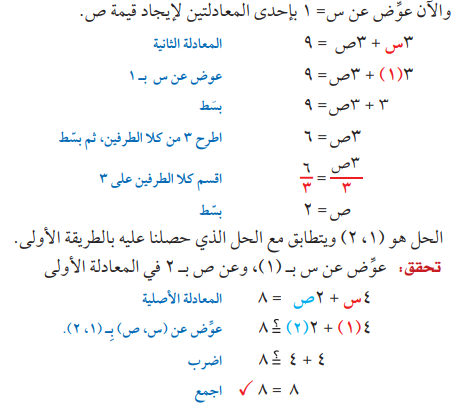 والآن عوِّض عن س= ١ بإحدى المعادلتين لإيجاد قيمة ص.
٣س + ٣ص = ٩ المعادلة الثانية
٣(١) + ٣ص = ٩ عوض عن س بـ ١
٣ + ٣ص = ٩ بسَط
٣ص = ٦ اطرح ٣ من كلا الطرفين، ثم بسّط
٣ص/٣ = ٦/٣ اقسم كلا الطرفين على ٣
ص = ٢ بسّط
الحل هو (١، ٢) ويتطابق مع الحل الذي حصلنا عليه بالطريقة الأولى.
تحقق: عوِّض عن س بـ (١)، وعن ص بـ ٢ في المعادلة الأولى
٤س + ٢ص = ٨ المعادلة الأصلية
٤(١) + ٢(٢) ≟ ٨ عوِّض عن (س، ص) بـِ (١، ٢).
٤ + ٤ ≟ ٨ اضرب
٨ = ٨ ✓ اجمع